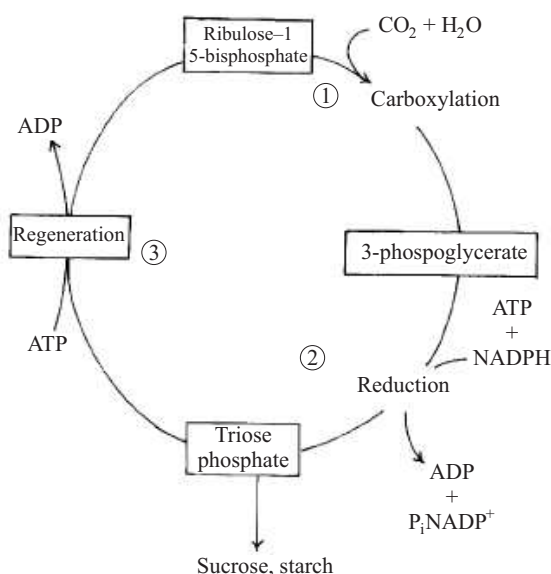 Ribulose–1
5-bisphosphate
CO₂ + H₂O
①
Carboxylation
ADP
Regeneration
③
3-phospoglycerate
ATP
ATP
+
NADPH
②
Reduction
Triose
phosphate
ADP
+
PᵢNADP⁺
Sucrose, starch